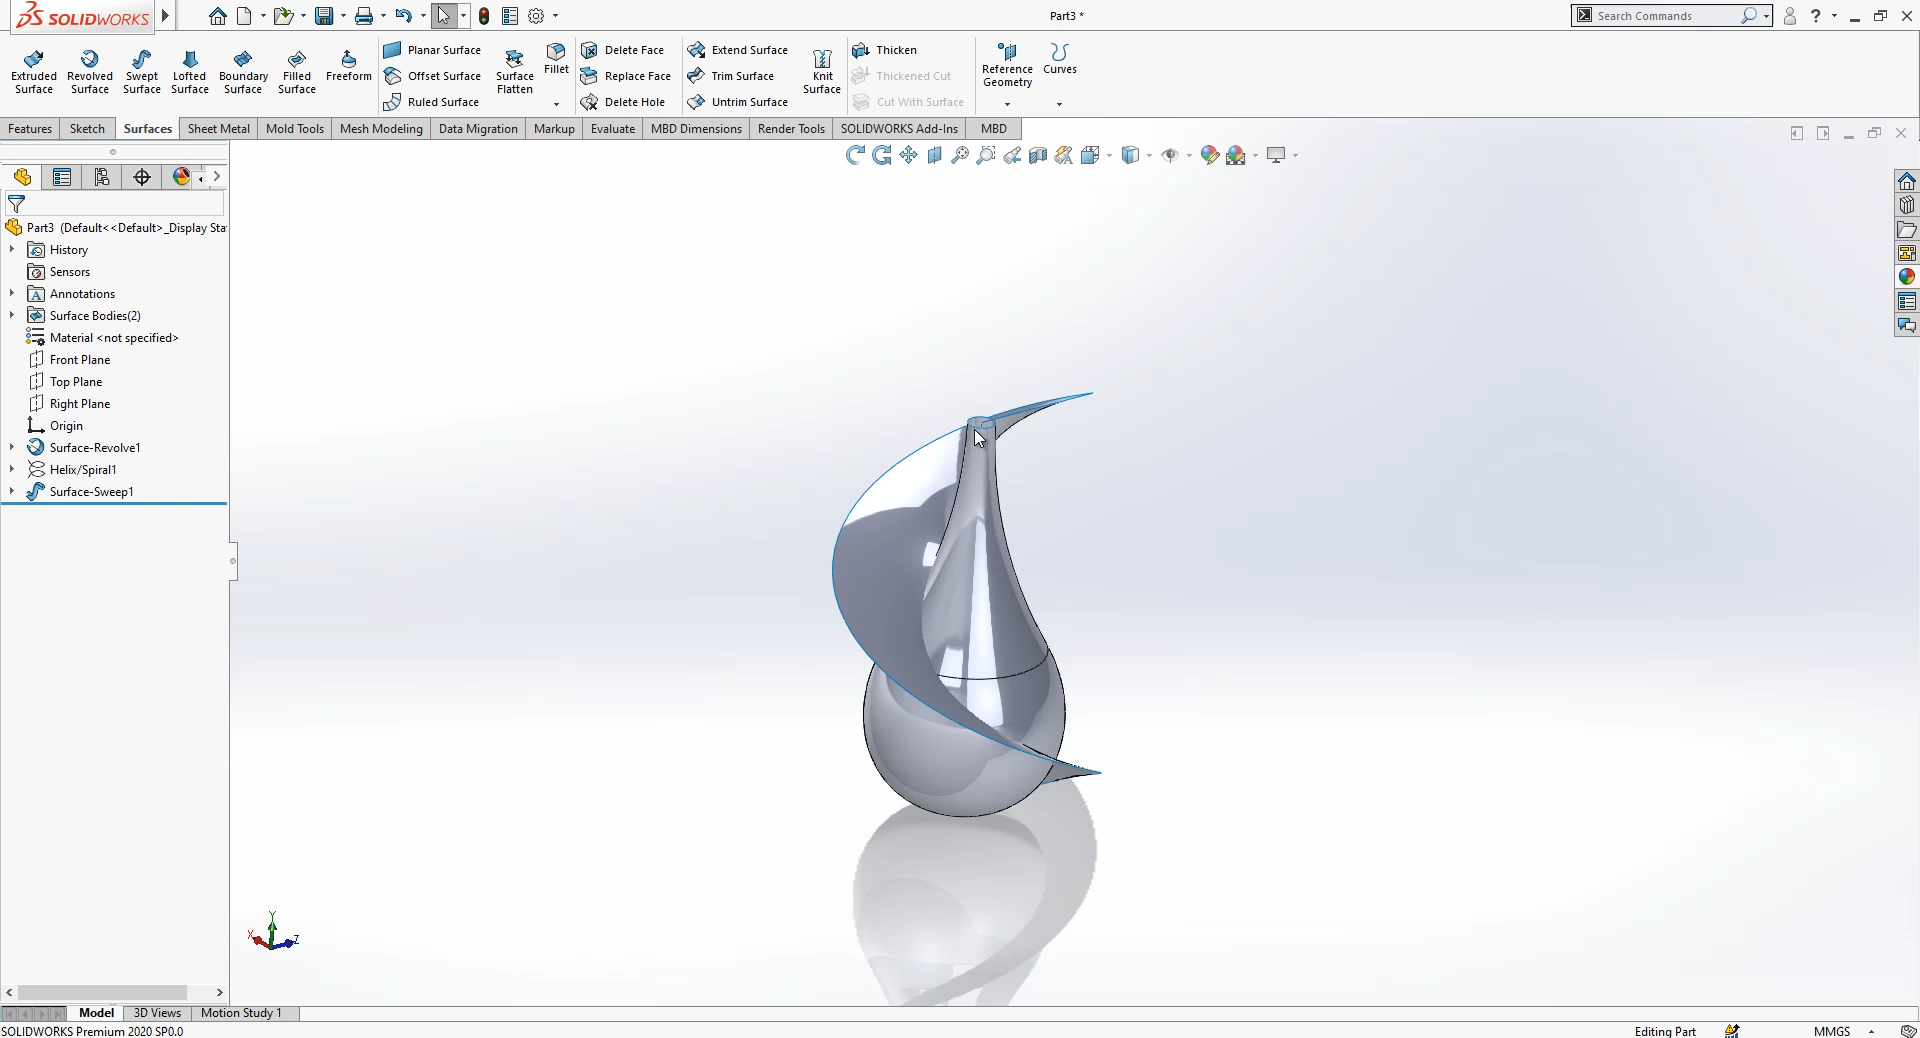 SOLIDWORKS
Part3 *
Search Commands
Extruded Surface
Revolved Surface
Swept Surface
Lofted Surface
Boundary Surface
Filled Surface
Freeform
Planar Surface
Offset Surface
Ruled Surface
Surface Flatten
Fillet
Delete Face
Replace Face
Delete Hole
Extend Surface
Trim Surface
Untrim Surface
Knit Surface
Thicken
Thickened Cut
Cut With Surface
Reference Geometry
Curves
Features Sketch Surfaces Sheet Metal Mold Tools Mesh Modeling Data Migration Markup Evaluate MBD Dimensions Render Tools SOLIDWORKS Add-Ins MBD
Part3 (Default<<Default>_Display Sta
History
Sensors
Annotations
Surface Bodies(2)
Material <not specified>
Front Plane
Top Plane
Right Plane
Origin
Surface-Revolve1
Helix/Spiral1
Surface-Sweep1
Y
X
Z
Model 3D Views Motion Study 1
SOLIDWORKS Premium 2020 SP0.0
Editing Part
MMGS